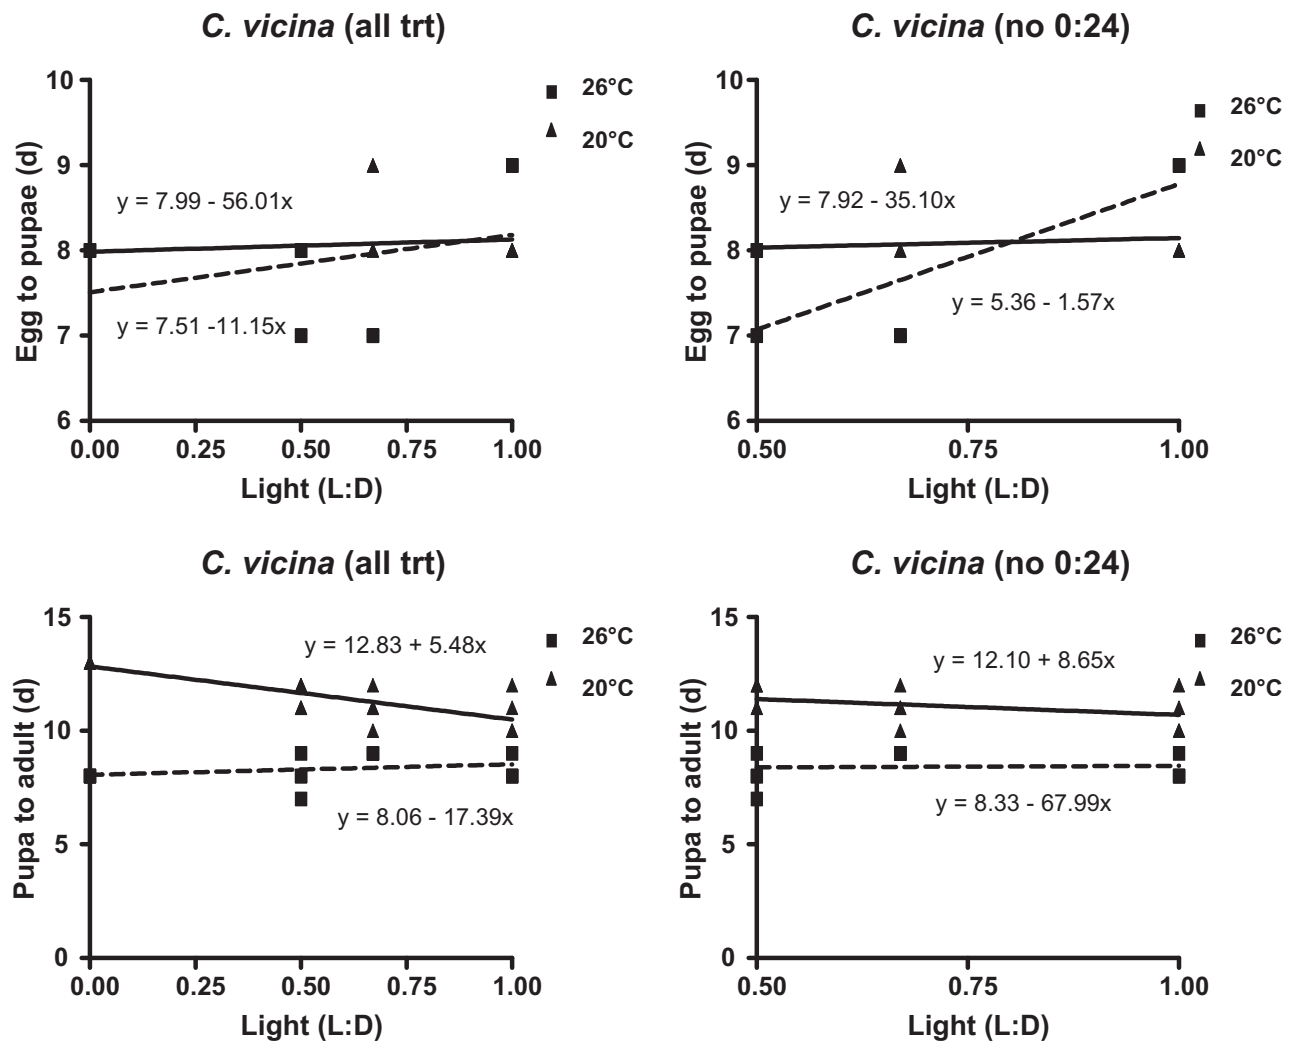 C. vicina (all trt)
10
9
8
7
6
Egg to pupae (d)
26°C
20°C
y = 7.99 - 56.01x
y = 7.51 -11.15x
0.00
0.25
0.50
0.75
1.00
Light (L:D)
C. vicina (no 0:24)
10
9
8
7
6
Egg to pupae (d)
26°C
20°C
y = 7.92 - 35.10x
y = 5.36 - 1.57x
0.50
0.75
1.00
Light (L:D)
C. vicina (all trt)
15
10
5
0
Pupa to adult (d)
26°C
20°C
y = 12.83 + 5.48x
y = 8.06 - 17.39x
0.00
0.25
0.50
0.75
1.00
Light (L:D)
C. vicina (no 0:24)
15
10
5
0
Pupa to adult (d)
26°C
20°C
y = 12.10 + 8.65x
y = 8.33 - 67.99x
0.50
0.75
1.00
Light (L:D)